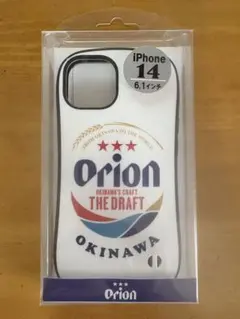 iPhone
14
6.1インチ
Orion
OKINAWA'S CRAFT
THE DRAFT
OKINAWA
Orion